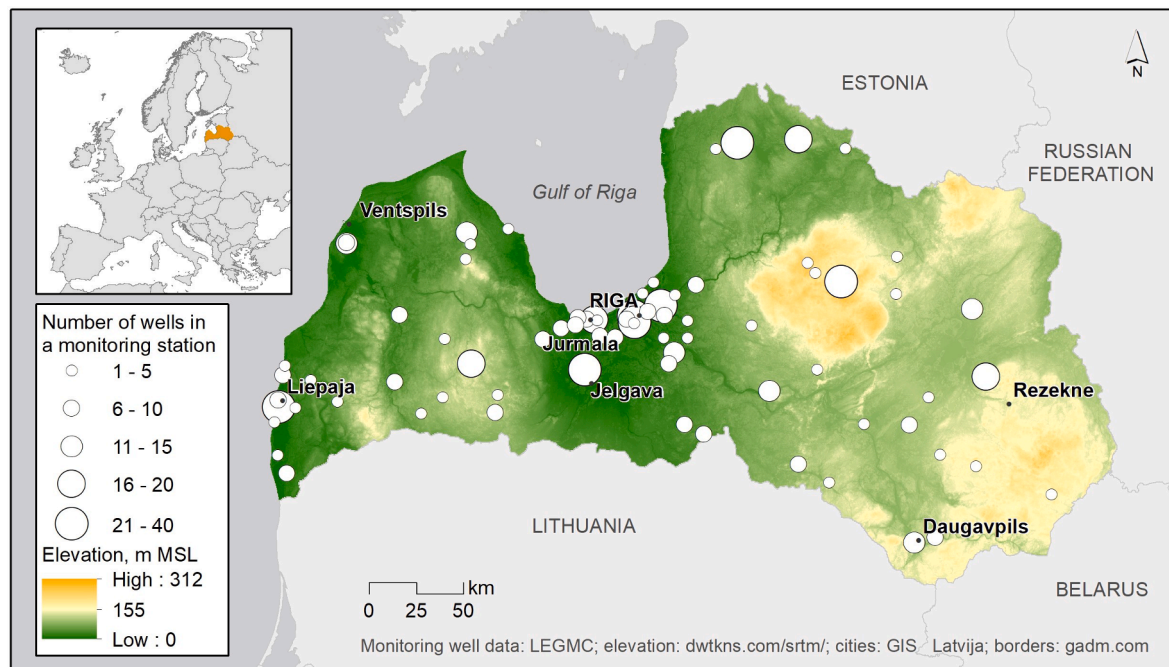 ESTONIA
N
RUSSIAN
FEDERATION
Gulf of Riga
Ventspils
RIGA
Jurmala
Jelgava
Liepaja
Rezekne
Daugavpils
LITHUANIA
BELARUS
Number of wells in
a monitoring station
1 - 5
6 - 10
11 - 15
16 - 20
21 - 40
Elevation, m MSL
High : 312
155
Low : 0
km
0 25 50
Monitoring well data: LEGMC; elevation: dwtkns.com/srtm/; cities: GIS Latvija; borders: gadm.com